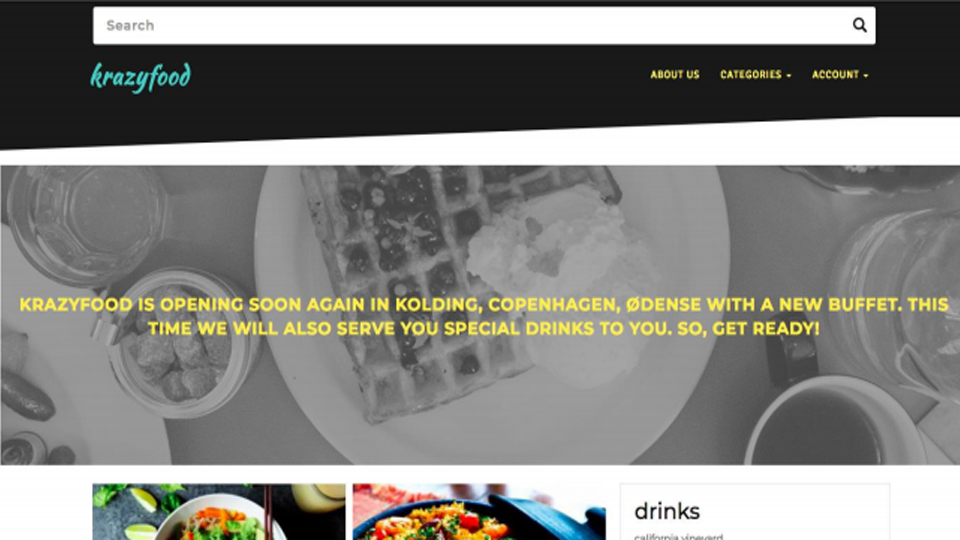 Search
krazyfood
ABOUT US
CATEGORIES
ACCOUNT
KRAZYFOOD IS OPENING SOON AGAIN IN KOLDING, COPENHAGEN, ØDENSE WITH A NEW BUFFET. THIS
TIME WE WILL ALSO SERVE YOU SPECIAL DRINKS TO YOU. SO, GET READY!
drinks
california vineyard